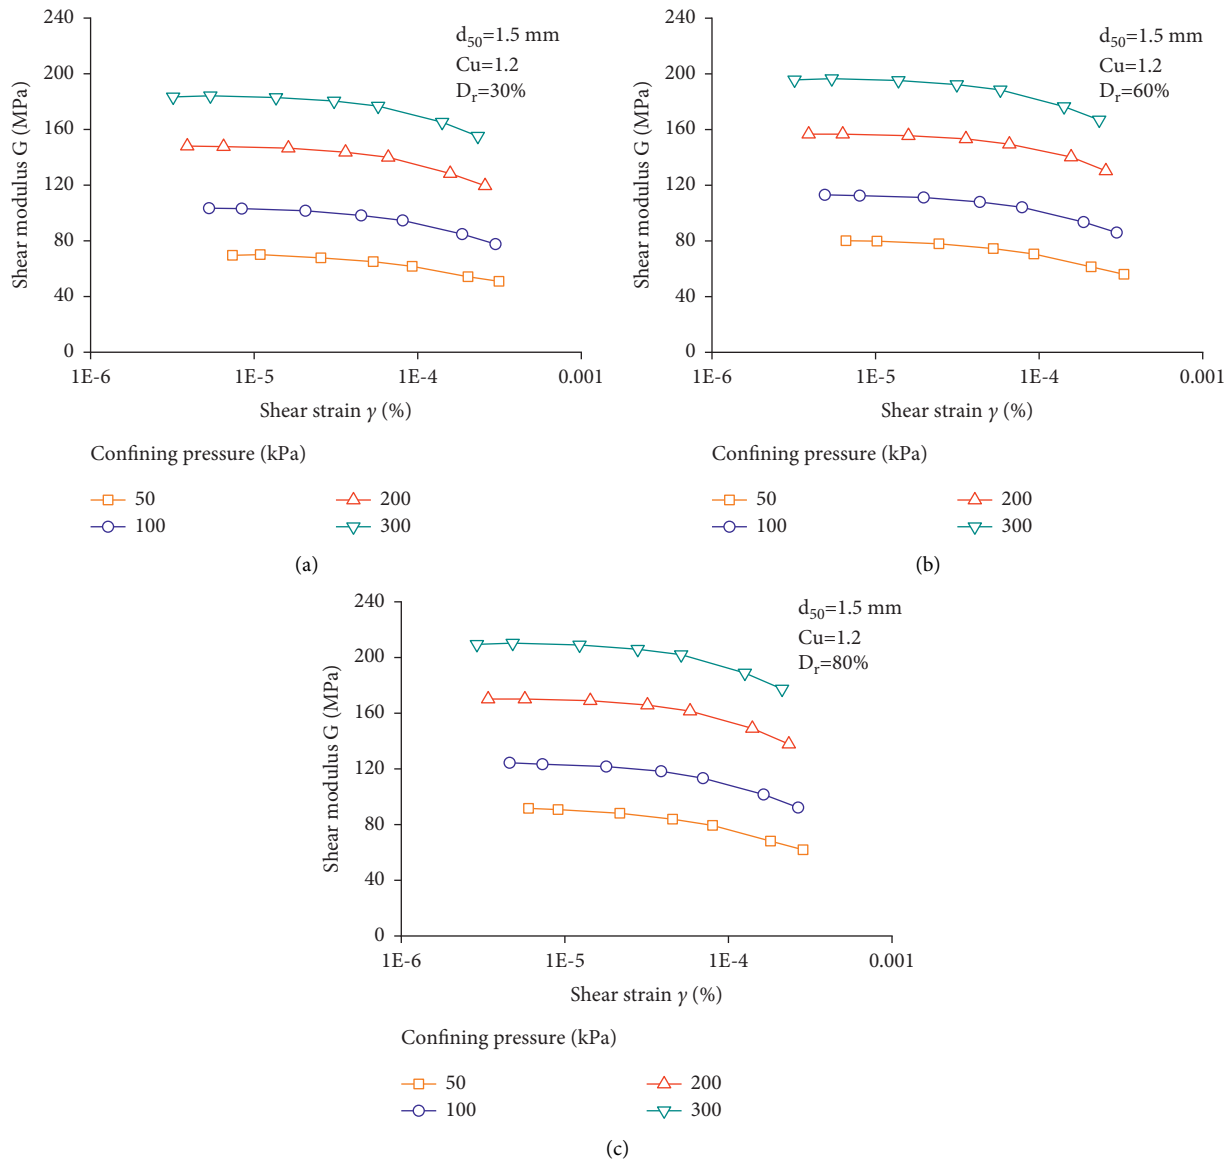 240
200
160
120
80
40
0
Shear modulus G (MPa)
d50=1.5 mm
Cu=1.2
Dr=30%
1E-6 1E-5 1E-4 0.001
Shear strain γ (%)
Confining pressure (kPa)
50 200
100 300
(a)
240
200
160
120
80
40
0
Shear modulus G (MPa)
d50=1.5 mm
Cu=1.2
Dr=60%
1E-6 1E-5 1E-4 0.001
Shear strain γ (%)
Confining pressure (kPa)
50 200
100 300
(b)
240
200
160
120
80
40
0
Shear modulus G (MPa)
d50=1.5 mm
Cu=1.2
Dr=80%
1E-6 1E-5 1E-4 0.001
Shear strain γ (%)
Confining pressure (kPa)
50 200
100 300
(c)